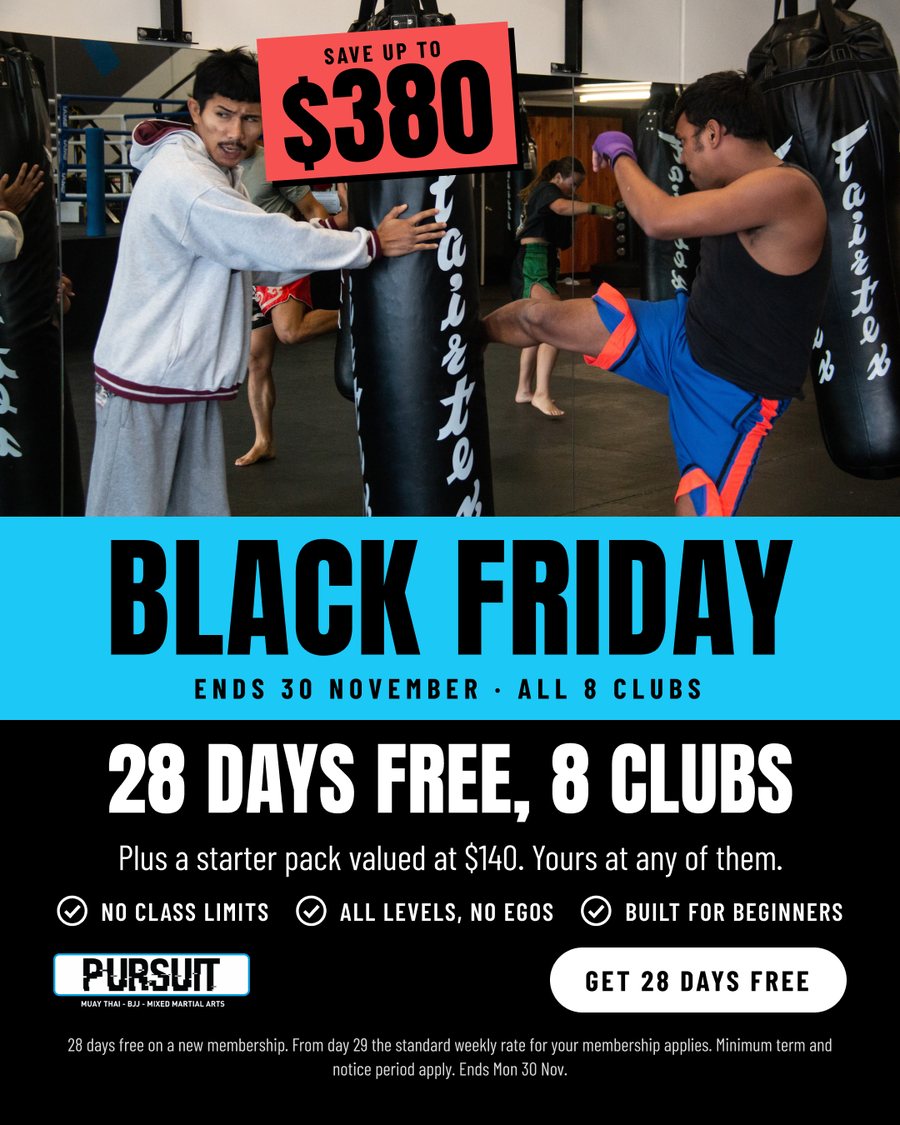 SAVE UP TO
$380
Fairtex
Fairtex
BLACK FRIDAY
ENDS 30 NOVEMBER · ALL 8 CLUBS
28 DAYS FREE, 8 CLUBS
Plus a starter pack valued at $140. Yours at any of them.
NO CLASS LIMITS
ALL LEVELS, NO EGOS
BUILT FOR BEGINNERS
PURSUIT
MUAY THAI - BJJ - MIXED MARTIAL ARTS
GET 28 DAYS FREE
28 days free on a new membership. From day 29 the standard weekly rate for your membership applies. Minimum term and
notice period apply. Ends Mon 30 Nov.